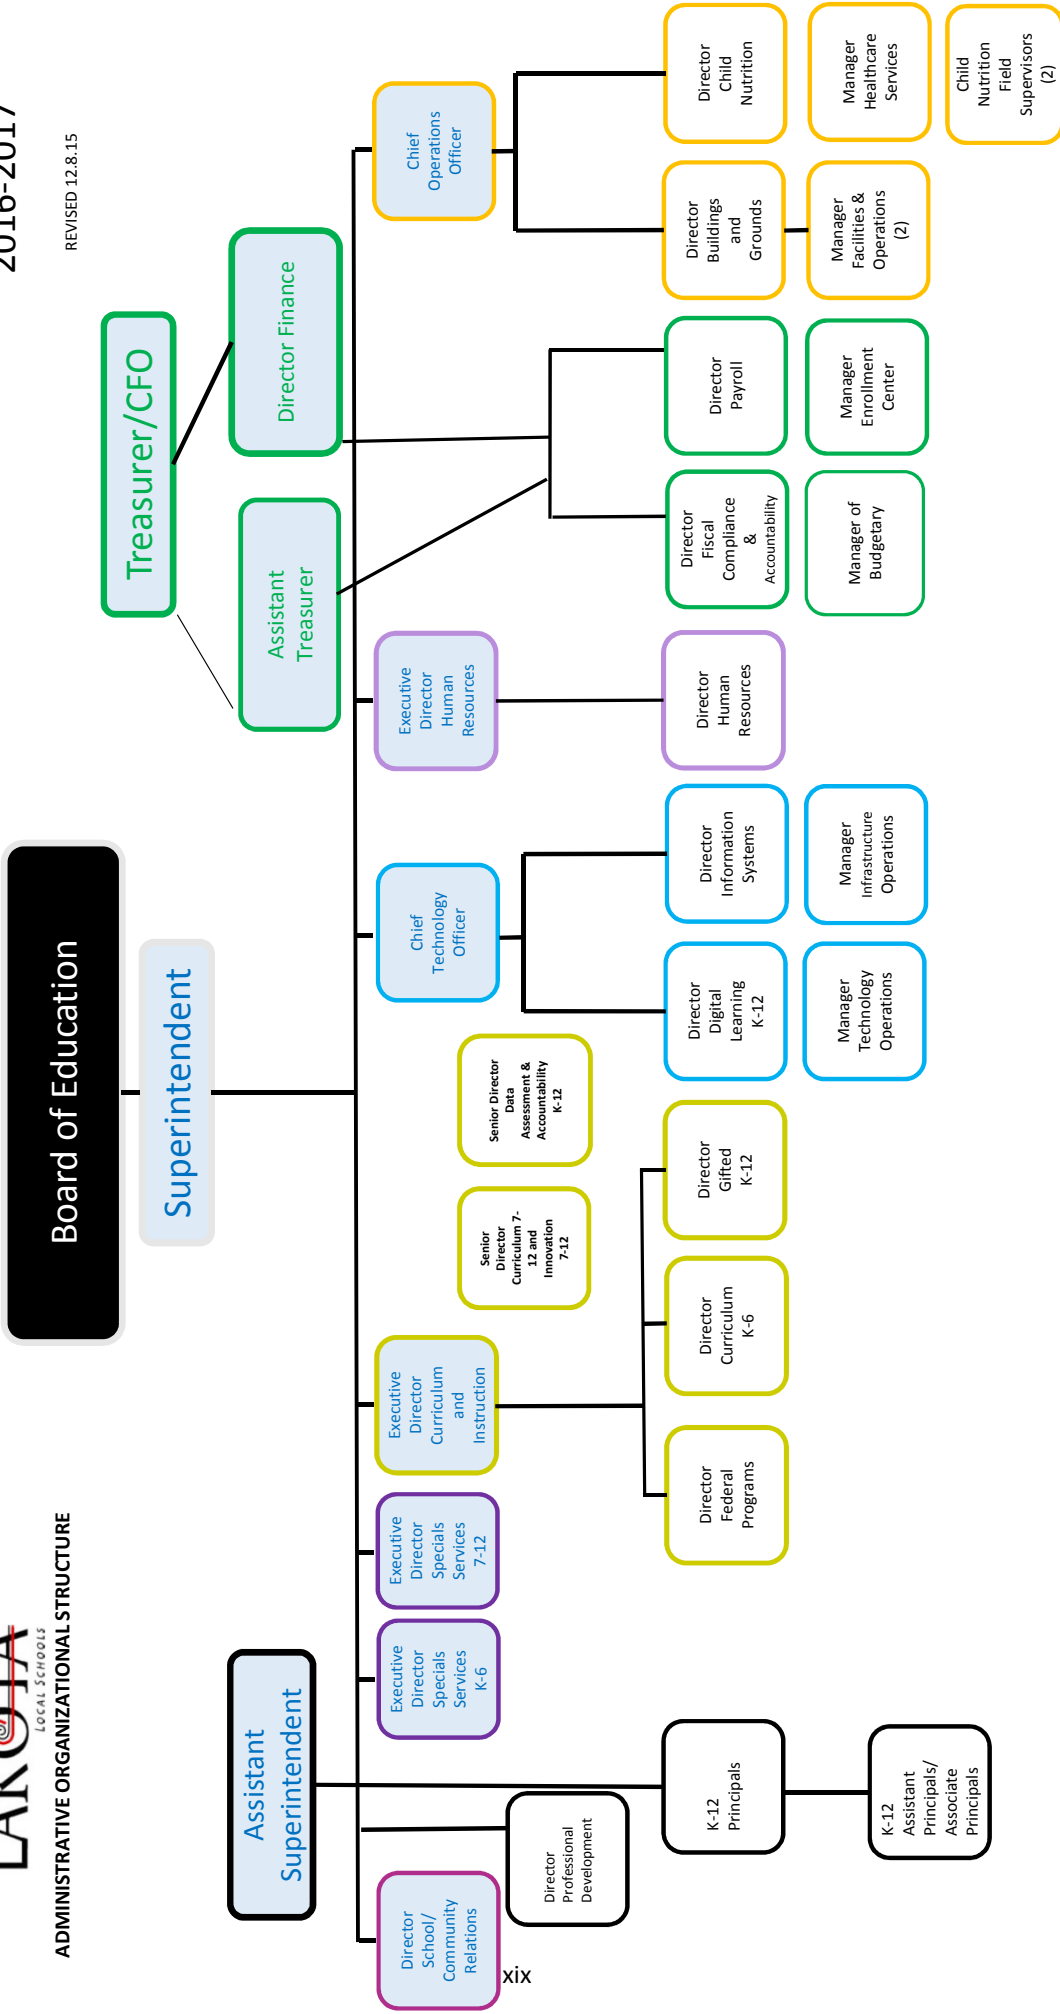 LAKOTA
LOCAL SCHOOLS
ADMINISTRATIVE ORGANIZATIONAL STRUCTURE
2016-2017
REVISED 12.8.15
Board of Education
Superintendent
Treasurer/CFO
Assistant
Superintendent
Assistant
Treasurer
Director Finance
Director
School/
Community
Relations
Executive
Director
Specials
Services
K-6
Executive
Director
Specials
Services
7-12
Executive
Director
Curriculum
and
Instruction
Chief
Technology
Officer
Executive
Director
Human
Resources
Chief
Operations
Officer
Senior
Director
Curriculum 7-
12 and
Innovation
7-12
Senior Director
Data
Assessment &
Accountability
K-12
Director
Professional
Development
K-12
Principals
Director
Federal
Programs
Director
Curriculum
K-6
Director
Gifted
K-12
Director
Digital
Learning
K-12
Director
Information
Systems
Director
Human
Resources
Director
Fiscal
Compliance
&
Accountability
Director
Payroll
Director
Buildings
and
Grounds
Director
Child
Nutrition
K-12
Assistant
Principals/
Associate
Principals
Manager
Technology
Operations
Manager
Infrastructure
Operations
Manager of
Budgetary
Manager
Enrollment
Center
Manager
Facilities &
Operations
(2)
Manager
Healthcare
Services
Child
Nutrition
Field
Supervisors
(2)
xix